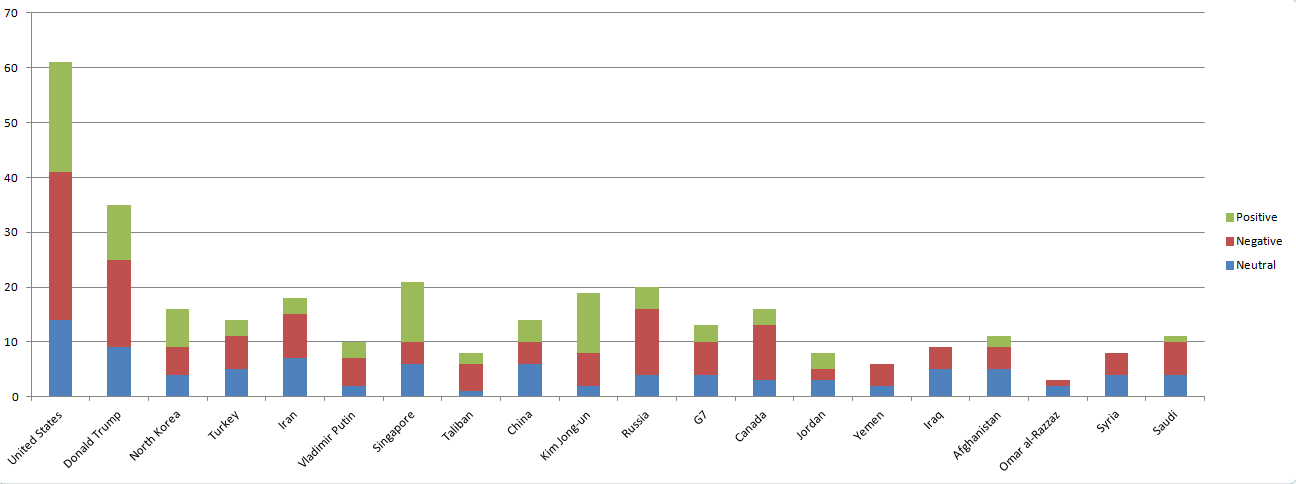 70
60
50
40
30
20
10
0
United States
Donald Trump
North Korea
Turkey
Iran
Vladimir Putin
Singapore
Taliban
China
Kim Jong-un
Russia
G7
Canada
Jordan
Yemen
Iraq
Afghanistan
Omar al-Razzaz
Syria
Saudi
Positive
Negative
Neutral